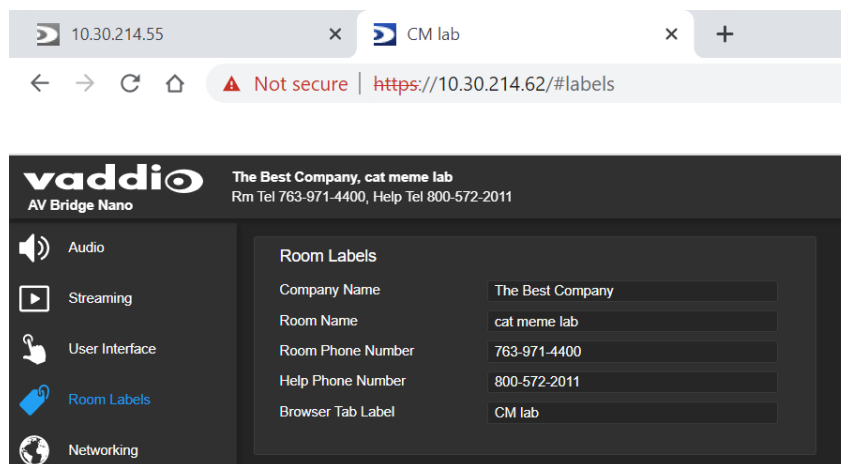 10.30.214.55
CM lab
Not secure | https://10.30.214.62/#labels
vaddio
AV Bridge Nano
The Best Company, cat meme lab
Rm Tel 763-971-4400, Help Tel 800-572-2011
Audio
Streaming
User Interface
Room Labels
Networking
Room Labels
Company Name The Best Company
Room Name cat meme lab
Room Phone Number 763-971-4400
Help Phone Number 800-572-2011
Browser Tab Label CM lab